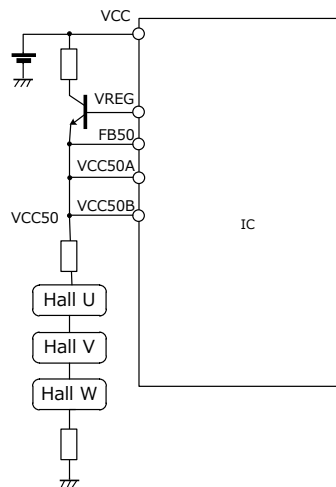 VCC
VREG
FB50
VCC50A
VCC50 VCC50B
IC
Hall U
Hall V
Hall W